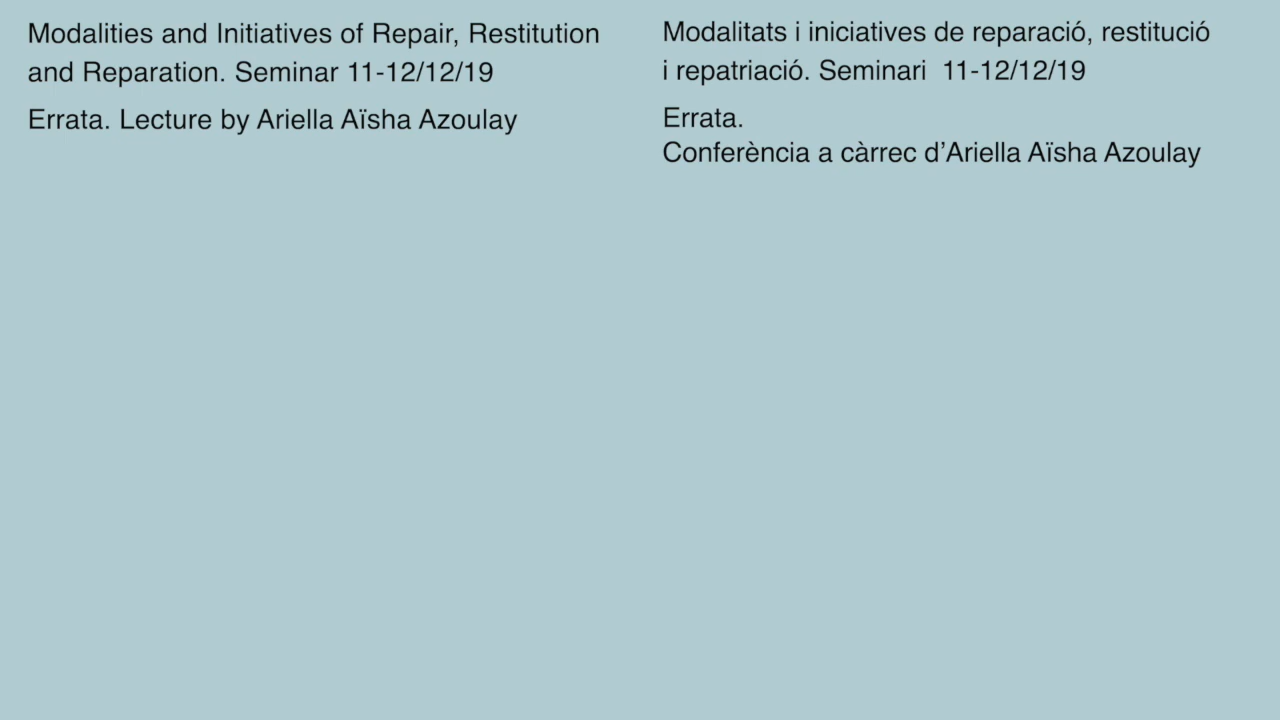 Modalities and Initiatives of Repair, Restitution
and Reparation. Seminar 11-12/12/19
Errata. Lecture by Ariella Aïsha Azoulay
Modalitats i iniciatives de reparació, restitució
i repatriació. Seminari  11-12/12/19
Errata.
Conferència a càrrec d’Ariella Aïsha Azoulay